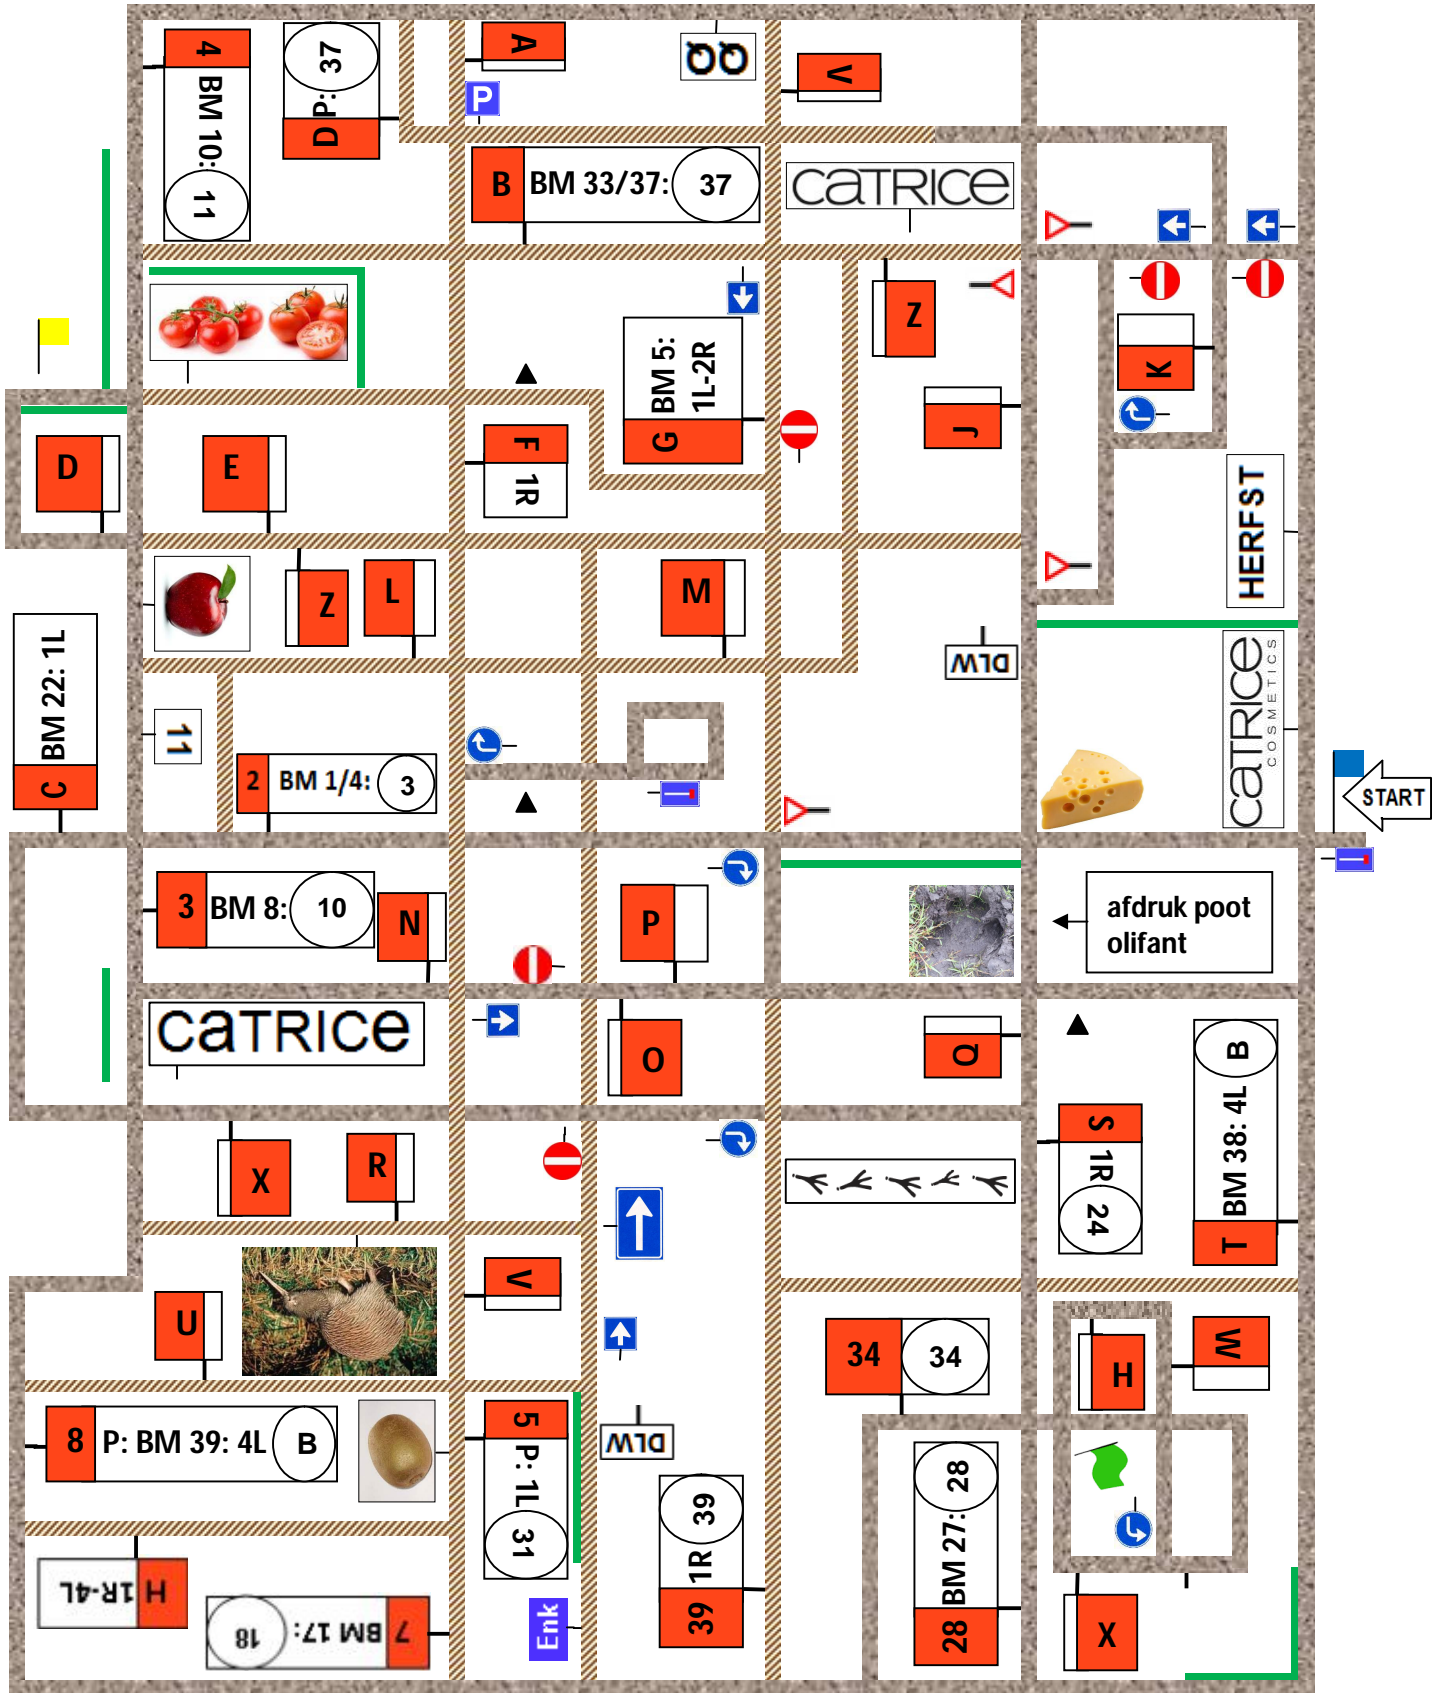 4
BM 10:
11
37
P:
D
A
P
QQ
V
B
BM 33/37:
37
CATRICE
Z
BM 5:
1L-2R
G
K
J
D
E
F
1R
HERFST
Z
L
M
DLW
BM 22: 1L
C
11
2
BM 1/4:
3
CATRICE
COSMETICS
START
3
BM 8:
10
N
P
afdruk poot
olifant
CATRICE
O
Q
B
BM 38: 4L
T
S
1R
24
X
R
U
V
34
34
H
W
8
P: BM 39: 4L
B
5
P: 1L
31
DLW
39
1R
39
28
BM 27:
28
H
1R-4L
7
BM 17:
18
Enk
X